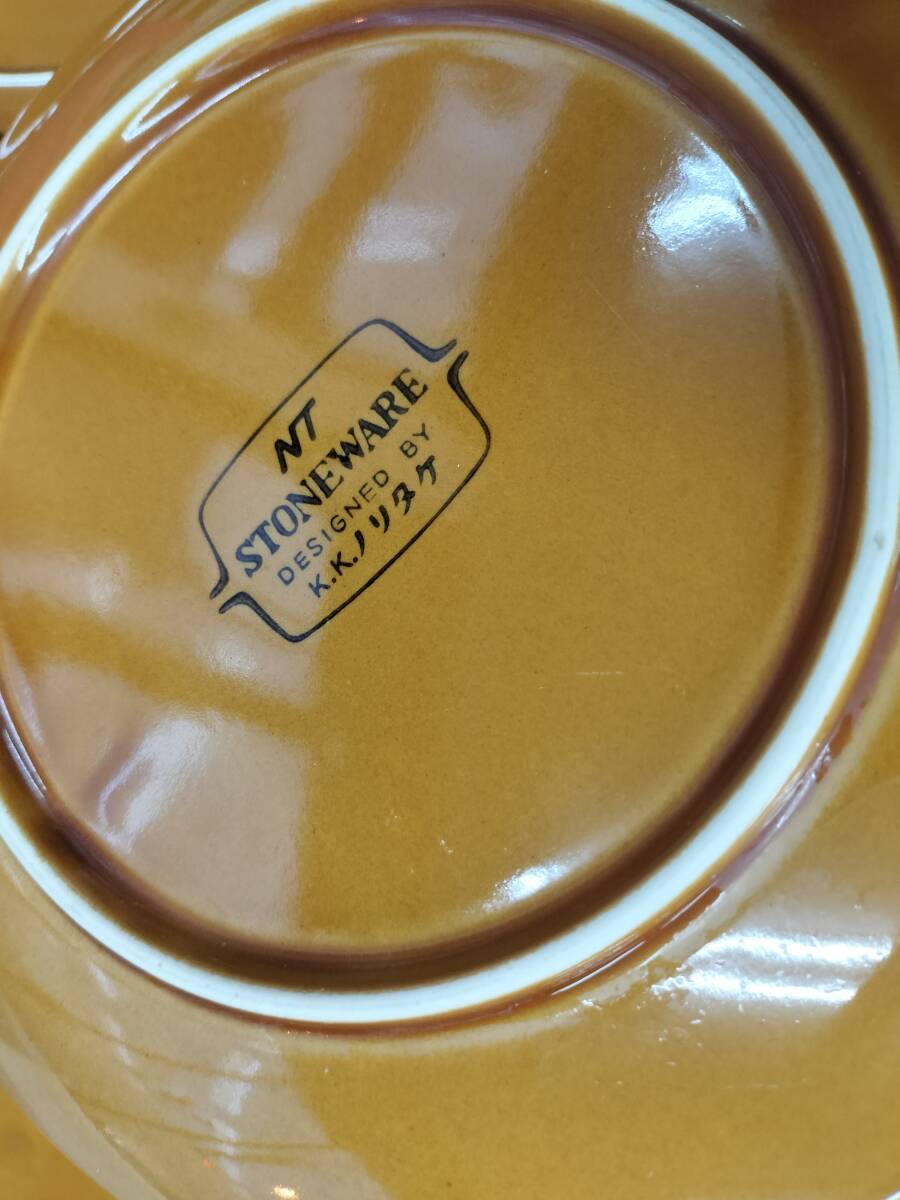 NT
STONEWARE
DESIGNED BY
K.K.ノリタケ